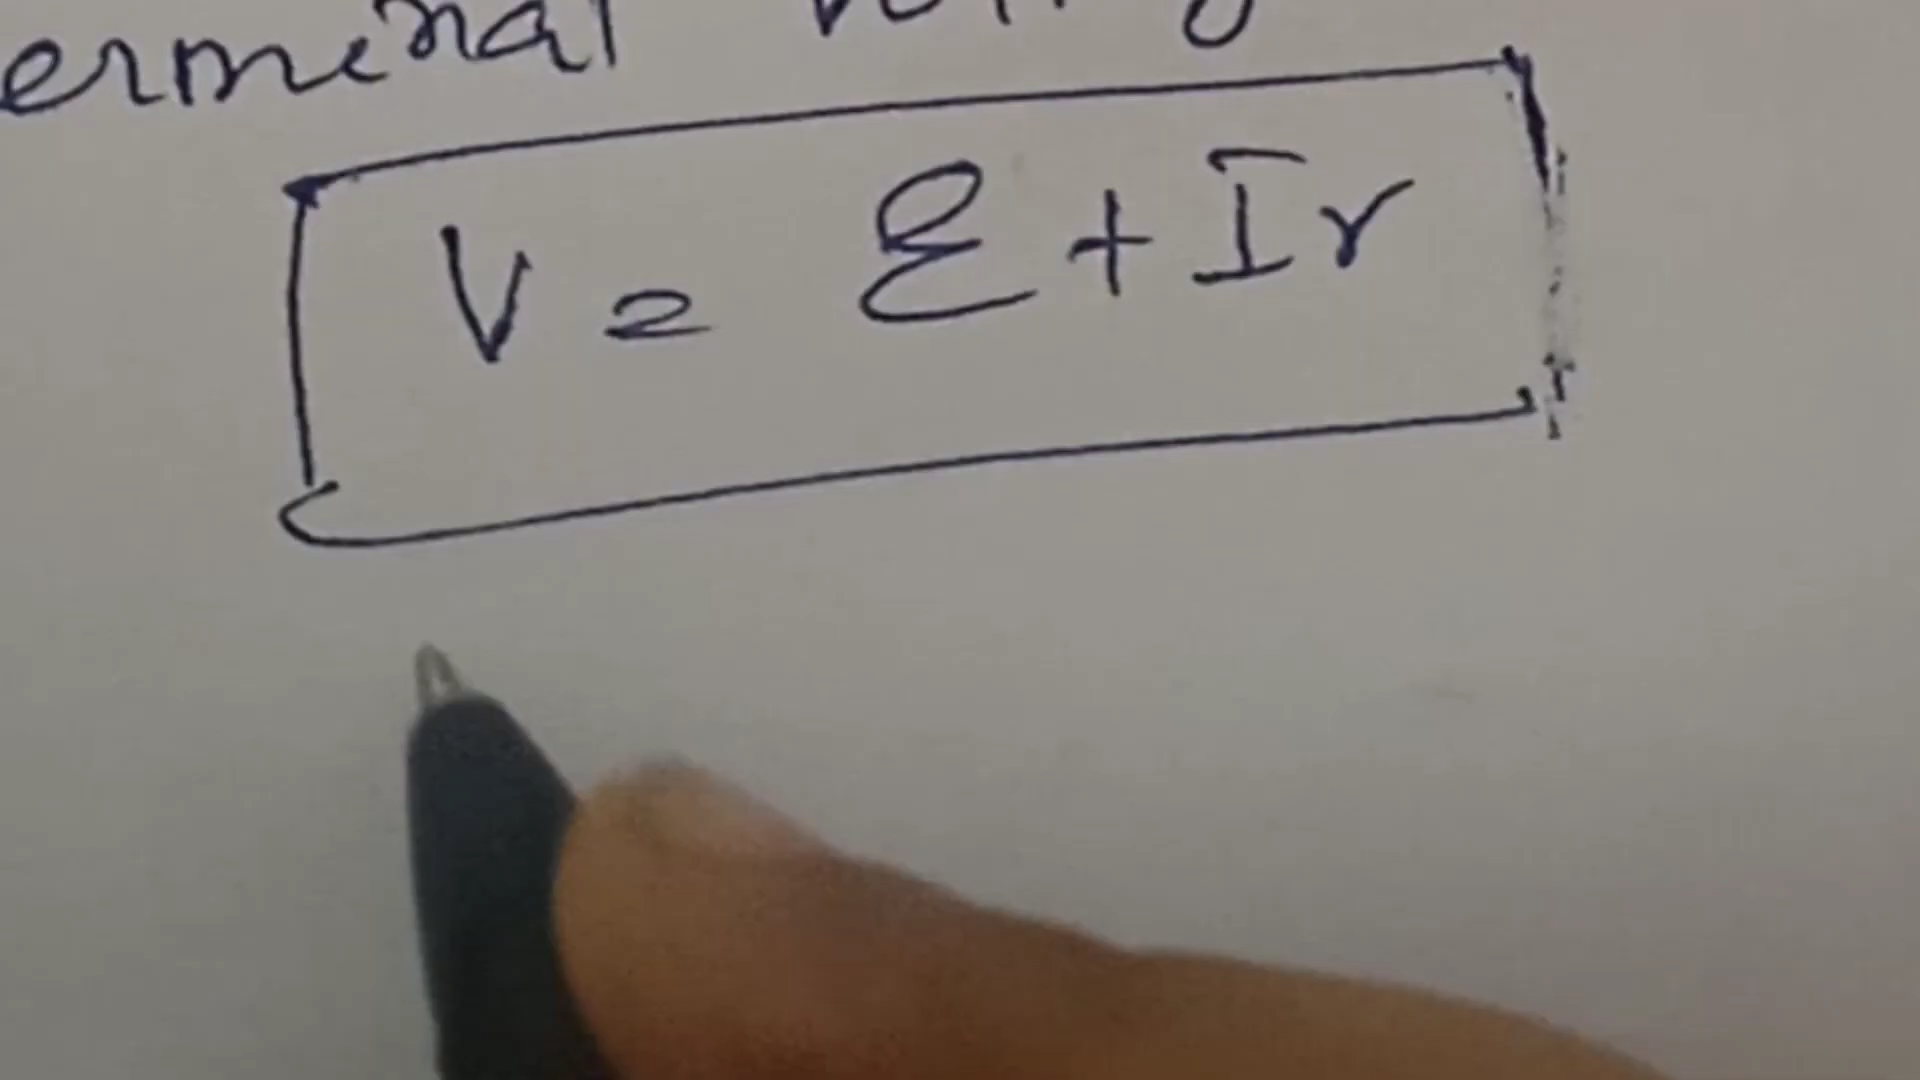 erminal
V = ℰ + Ir